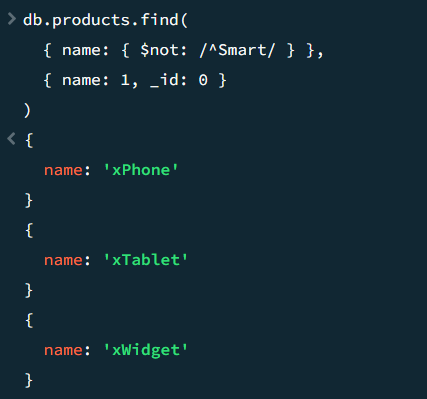 > db.products.find(
{ name: { $not: /^Smart/ } },
{ name: 1, _id: 0 }
)
< {
name: 'xPhone'
}
{
name: 'xTablet'
}
{
name: 'xWidget'
}